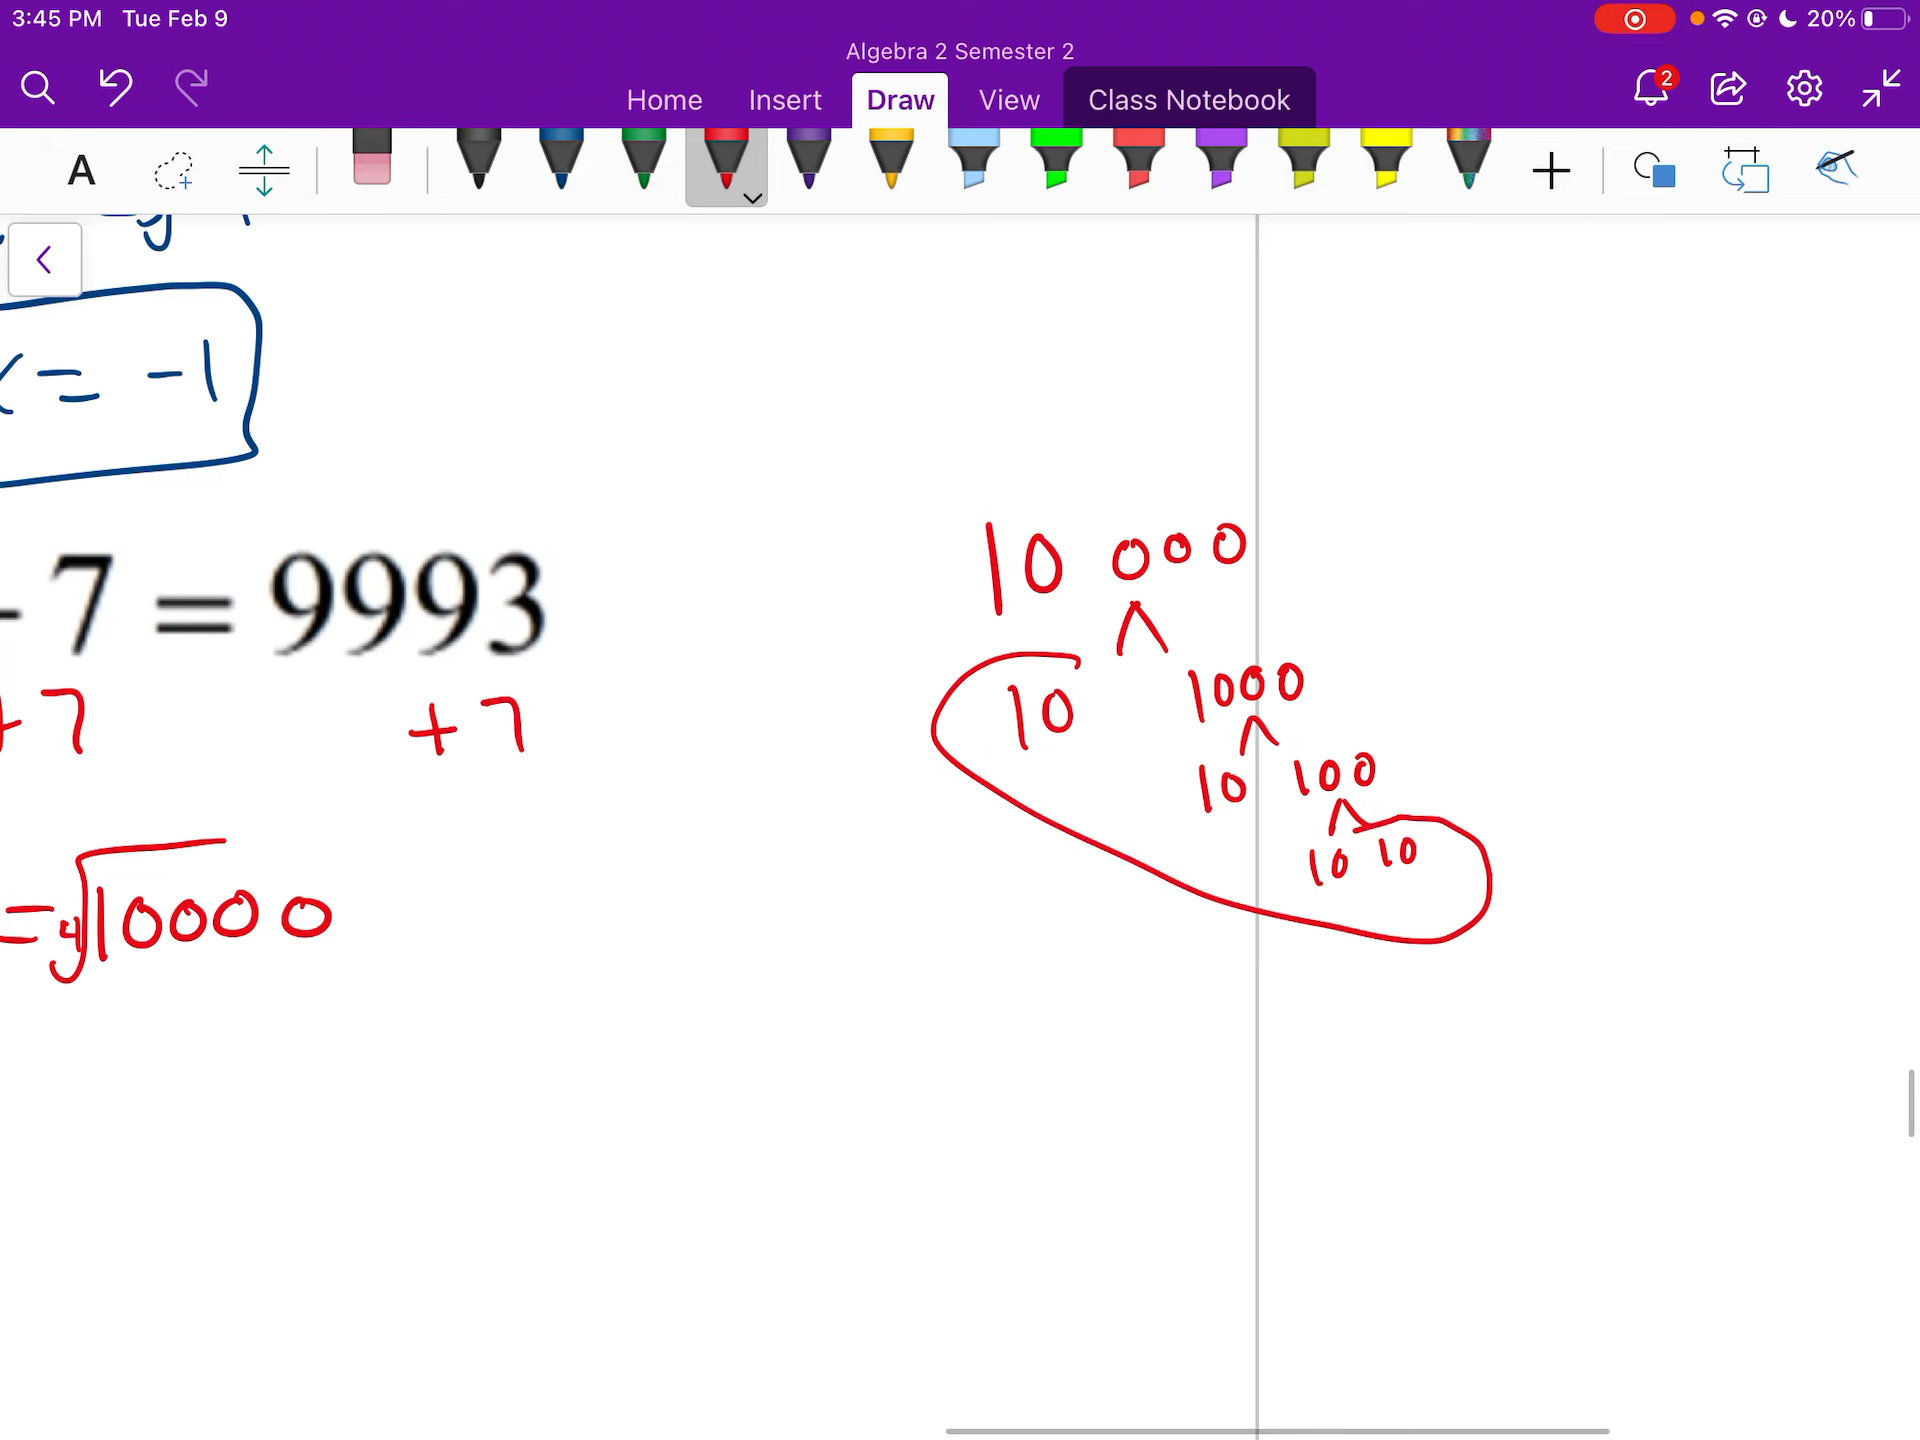 3:45 PM Tue Feb 9
20%
Algebra 2 Semester 2
Home Insert Draw View Class Notebook
2
A
= -1
10 000
- 7 = 9993
10 1000
+ 7 + 7
10 100
10 10
= 4√10000